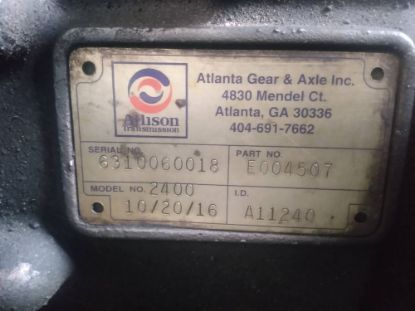 Allison
Transmission
Atlanta Gear & Axle Inc.
4830 Mendel Ct.
Atlanta, GA 30336
404-691-7662
SERIAL NO. 6310060018
PART NO. E004507
MODEL NO. 2400
10/20/16
I.D. A11240